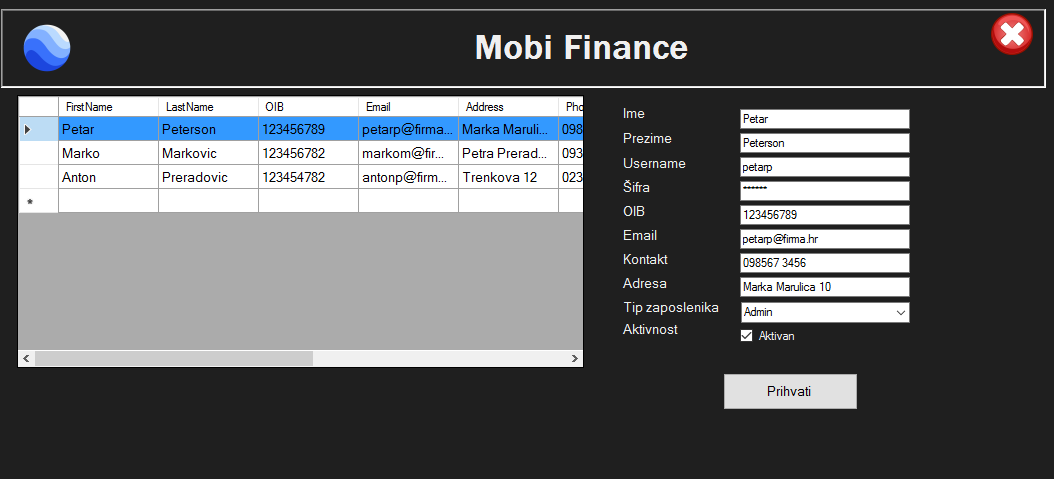 Mobi Finance
FirstName LastName OIB Email Address Pho
Petar Peterson 123456789 petarp@firma... Marka Maruli... 098
Marko Markovic 123456782 markom@fir... Petra Prerad... 093
Anton Preradovic 123454782 antonp@firm... Trenkova 12 023
*
Ime Petar
Prezime Peterson
Username petarp
Šifra ******
OIB 123456789
Email petarp@firma.hr
Kontakt 098567 3456
Adresa Marka Marulica 10
Tip zaposlenika Admin
Aktivnost Aktivan
Prihvati